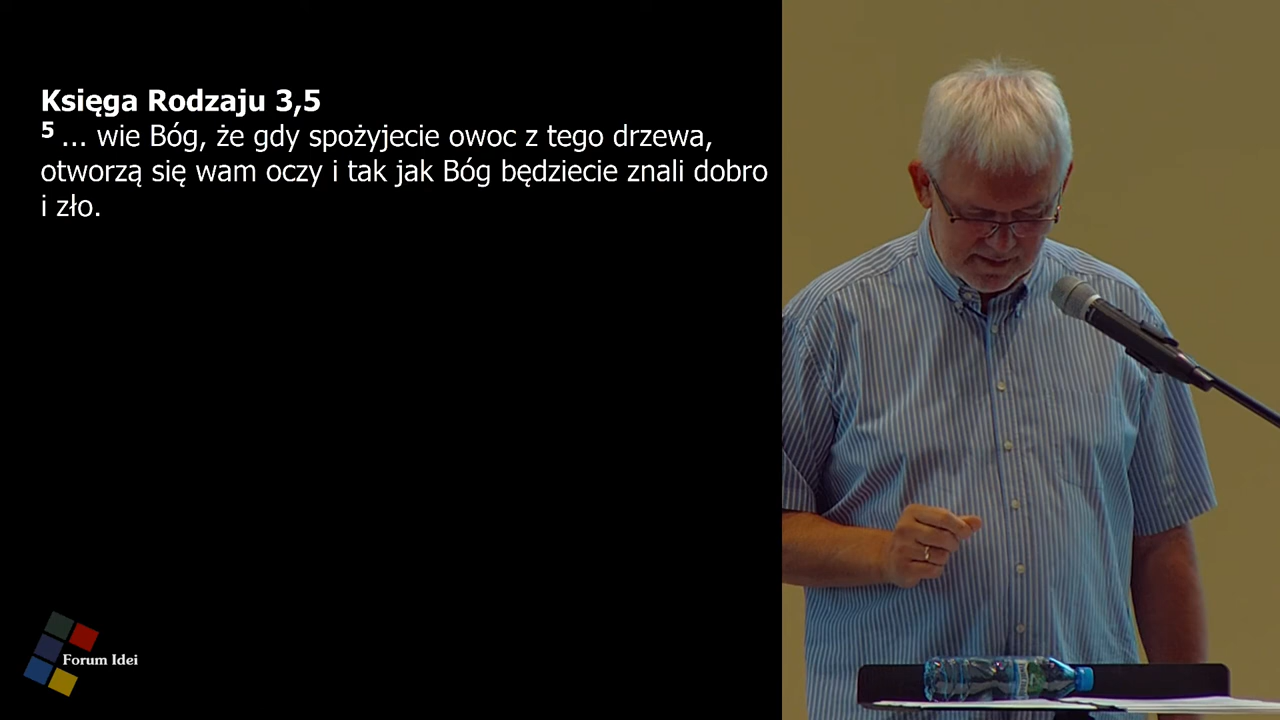 Księga Rodzaju 3,5
5 ... wie Bóg, że gdy spożyjecie owoc z tego drzewa,
otworzą się wam oczy i tak jak Bóg będziecie znali dobro
i zło.
Forum Idei